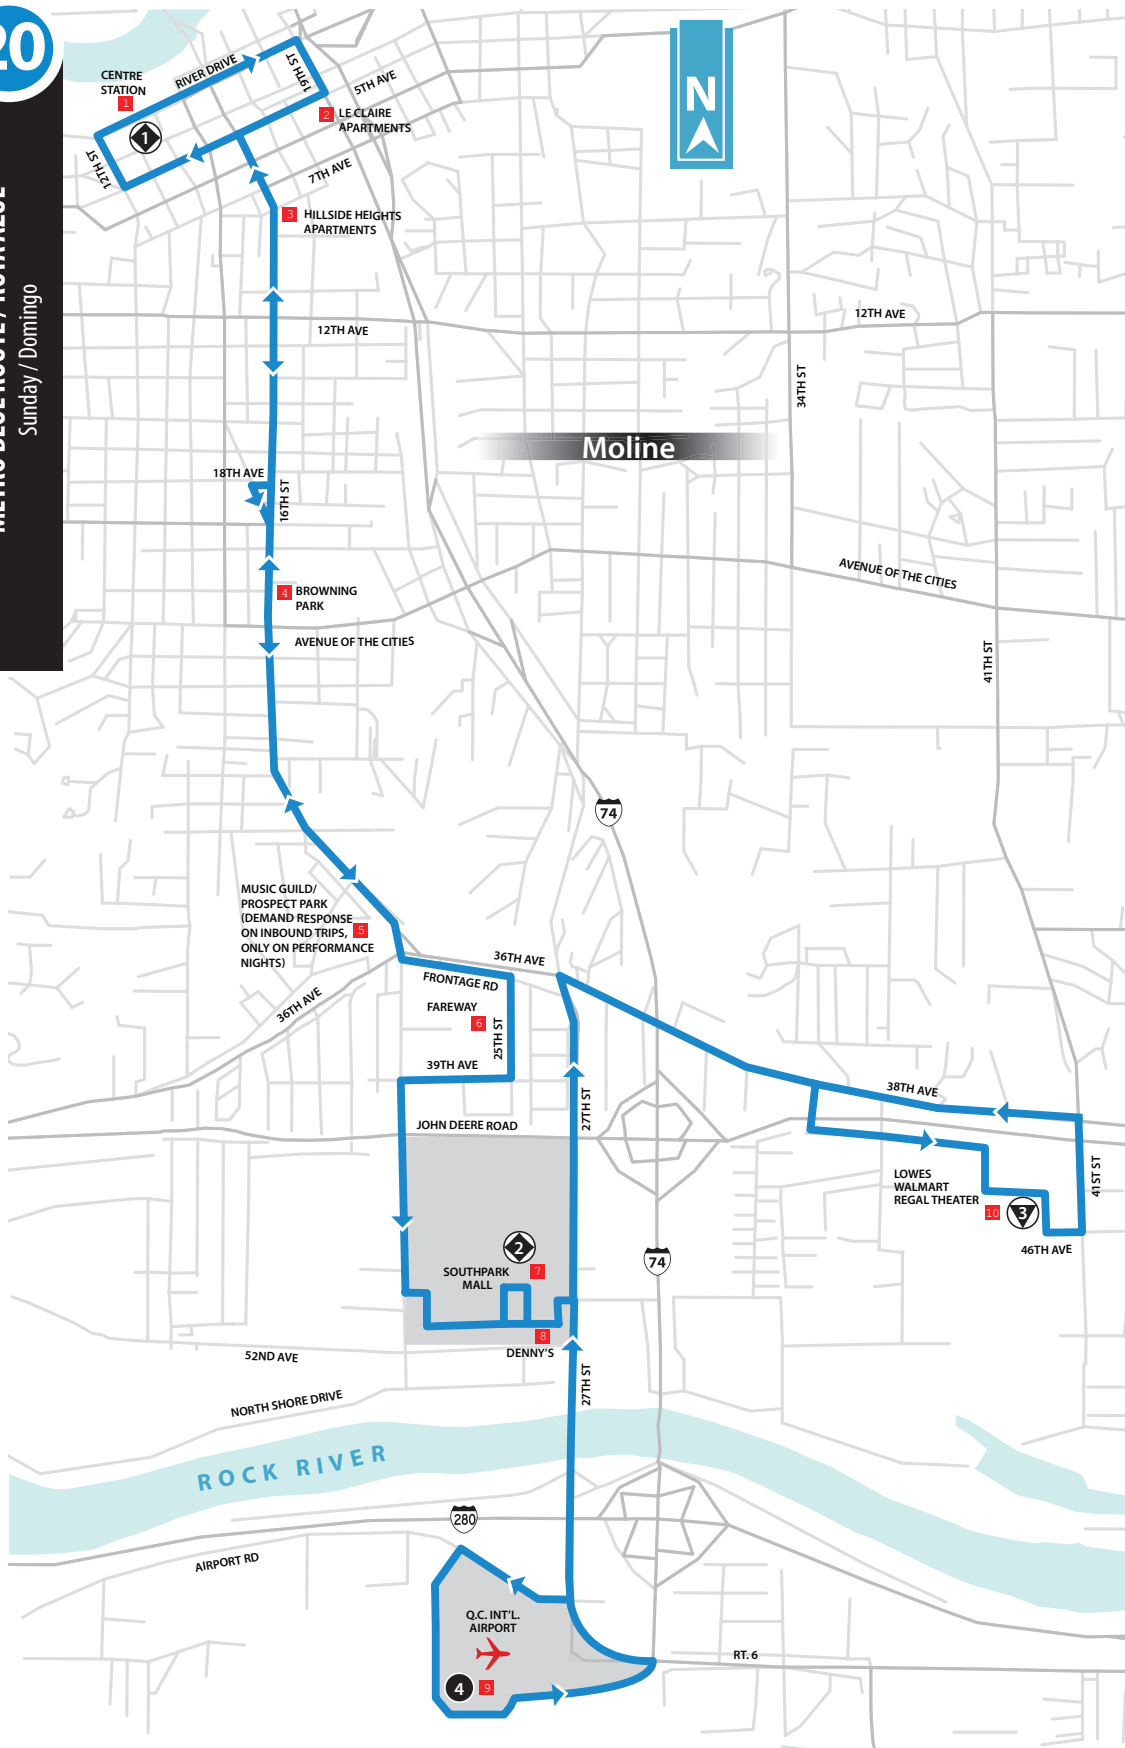 20
Sunday / Domingo
N
CENTRE
STATION
1
1
RIVER DRIVE
19TH ST
5TH AVE
2
LE CLAIRE
APARTMENTS
12TH ST
7TH AVE
3
HILLSIDE HEIGHTS
APARTMENTS
12TH AVE
12TH AVE
34TH ST
Moline
18TH AVE
16TH ST
AVENUE OF THE CITIES
4
BROWNING
PARK
AVENUE OF THE CITIES
41TH ST
74
MUSIC GUILD/
PROSPECT PARK
(DEMAND RESPONSE
ON INBOUND TRIPS,
ONLY ON PERFORMANCE
NIGHTS)
5
36TH AVE
FRONTAGE RD
36TH AVE
FAREWAY
6
25TH ST
39TH AVE
38TH AVE
27TH ST
JOHN DEERE ROAD
LOWES
WALMART
REGAL THEATER
10
3
41ST ST
46TH AVE
2
SOUTHPARK
MALL
7
74
8
DENNY'S
52ND AVE
27TH ST
NORTH SHORE DRIVE
ROCK RIVER
280
AIRPORT RD
Q.C. INT'L.
AIRPORT
4
9
RT. 6